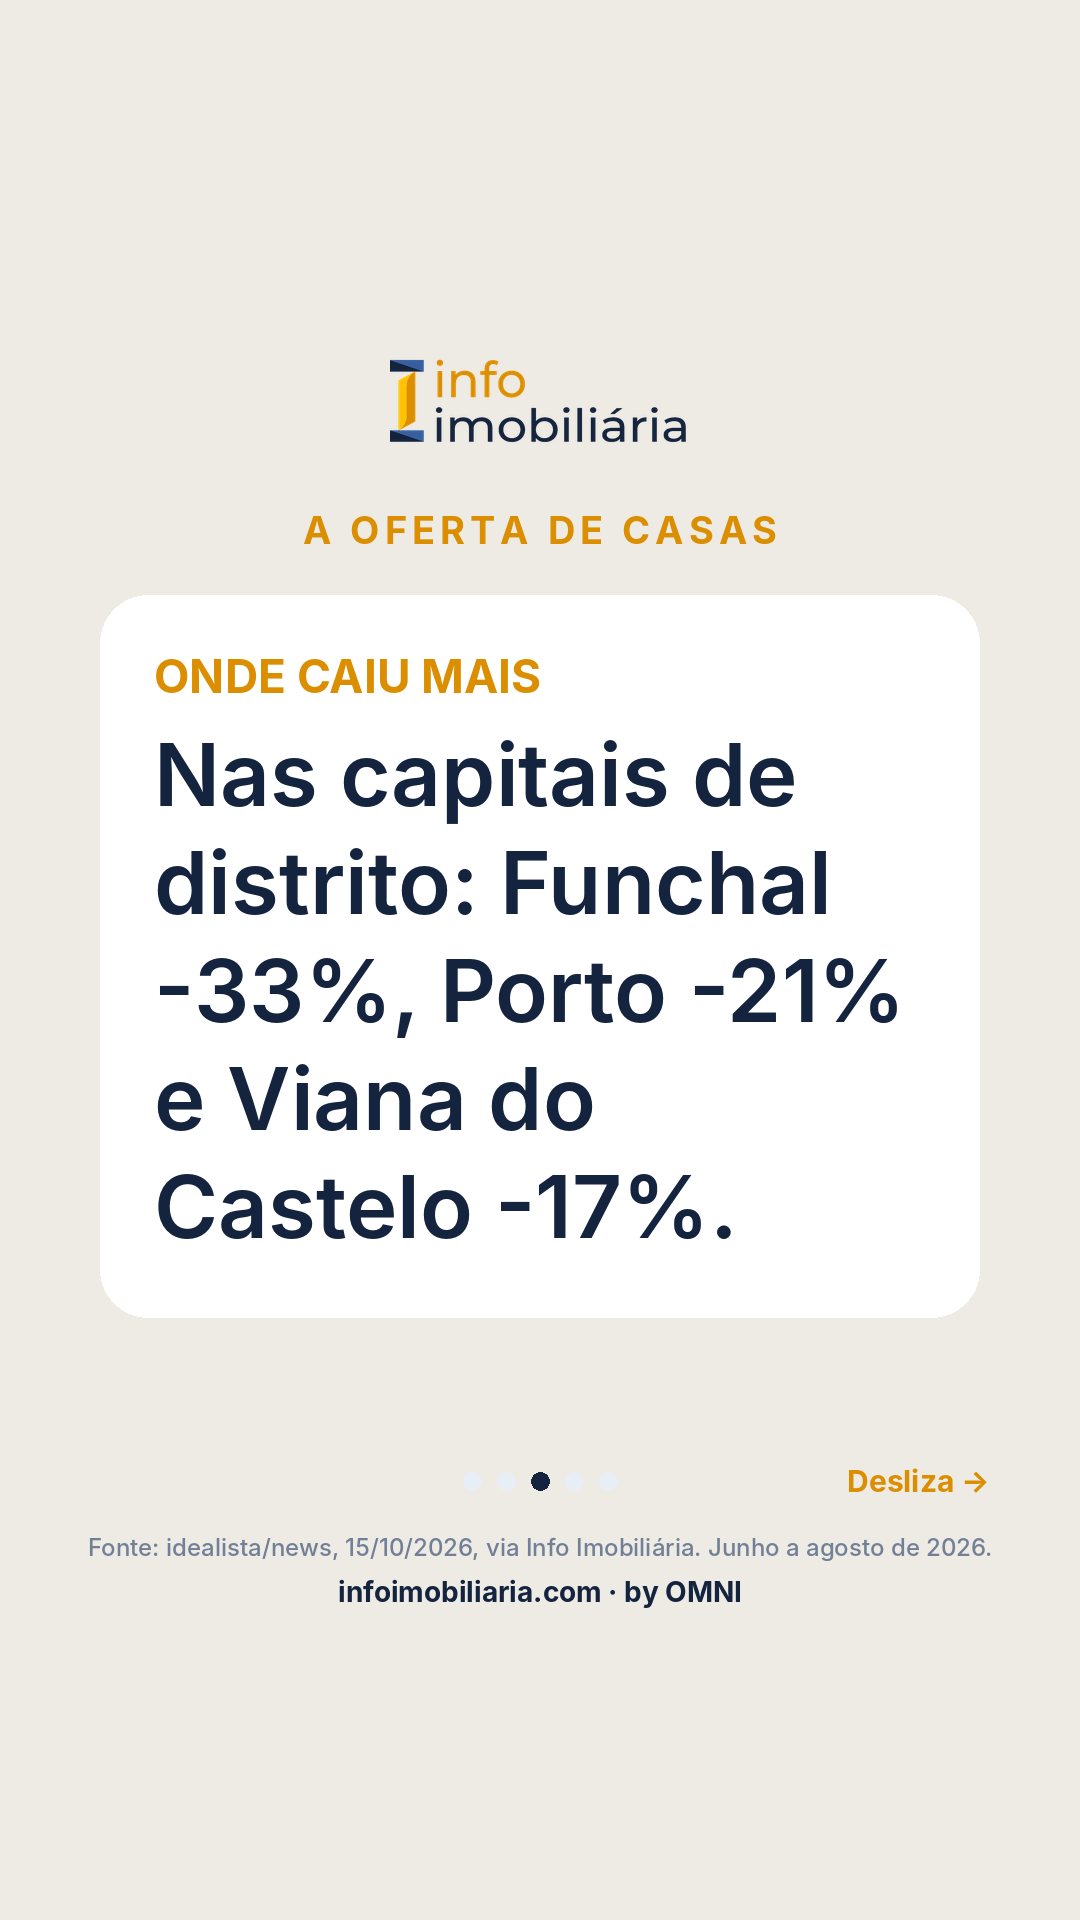 info
imobiliária
A OFERTA DE CASAS
ONDE CAIU MAIS
Nas capitais de
distrito: Funchal
-33%, Porto -21%
e Viana do
Castelo -17%.
Desliza →
Fonte: idealista/news, 15/10/2026, via Info Imobiliária. Junho a agosto de 2026.
infoimobiliaria.com · by OMNI